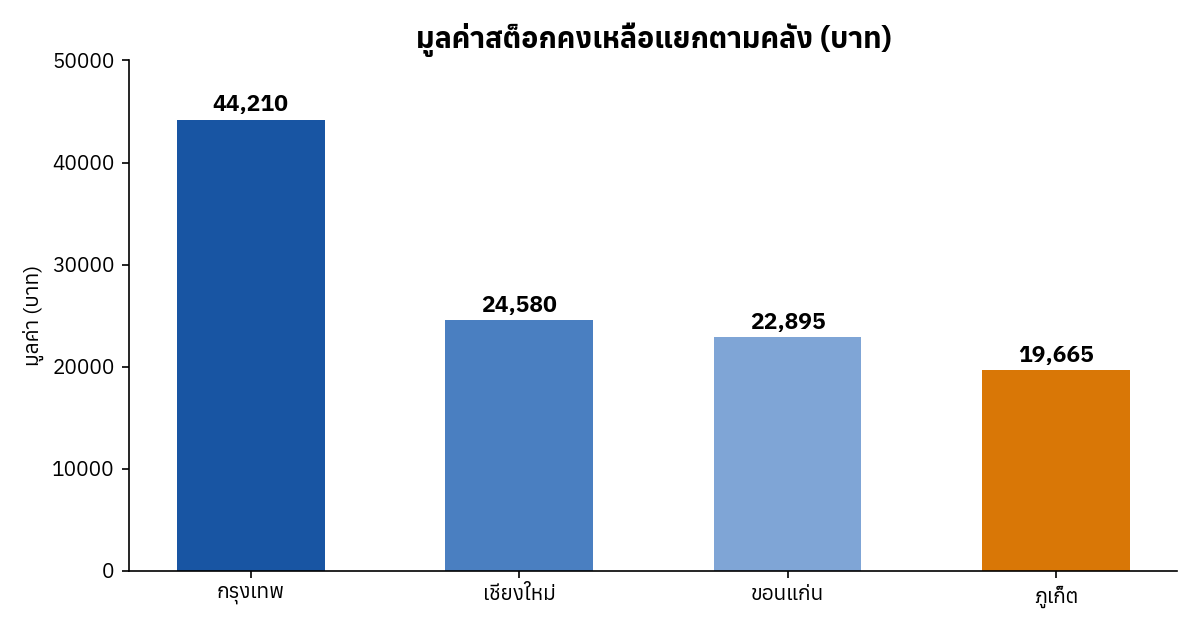 มูลค่าสต็อกคงเหลือแยกตามคลัง (บาท)
มูลค่า (บาท)
50000
40000
30000
20000
10000
0
44,210
24,580
22,895
19,665
กรุงเทพ
เชียงใหม่
ขอนแก่น
ภูเก็ต